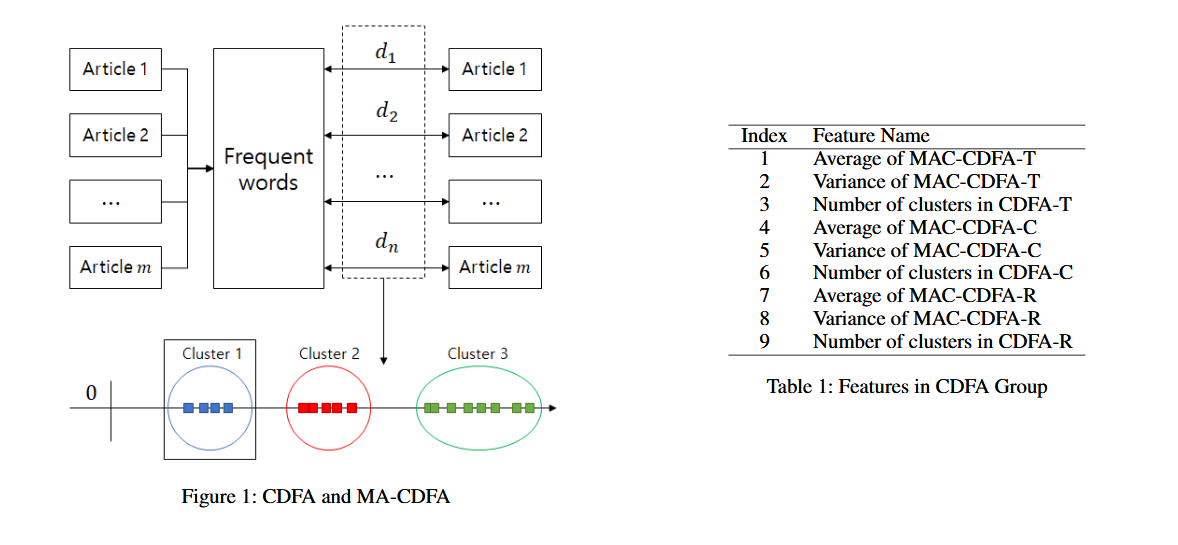 Article 1
Article 2
...
Article m
Frequent
words
d₁
d₂
...
dₙ
Article 1
Article 2
...
Article m
Cluster 1
Cluster 2
Cluster 3
0
Figure 1: CDFA and MA-CDFA
Index Feature Name
1 Average of MAC-CDFA-T
2 Variance of MAC-CDFA-T
3 Number of clusters in CDFA-T
4 Average of MAC-CDFA-C
5 Variance of MAC-CDFA-C
6 Number of clusters in CDFA-C
7 Average of MAC-CDFA-R
8 Variance of MAC-CDFA-R
9 Number of clusters in CDFA-R
Table 1: Features in CDFA Group